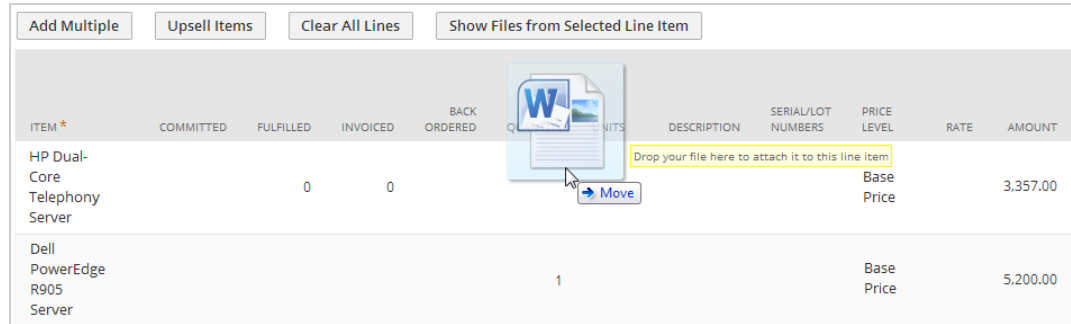 Add Multiple Upsell Items Clear All Lines Show Files from Selected Line Item
W
BACK SERIAL/LOT PRICE
ITEM * COMMITTED FULFILLED INVOICED ORDERED UNITS DESCRIPTION NUMBERS LEVEL RATE AMOUNT
Drop your file here to attach it to this line item
HP Dual-
Core
Telephony
Server
0 0 Base
Price
3,357.00
Move
Dell
PowerEdge
R905
Server
1 Base
Price
5,200.00